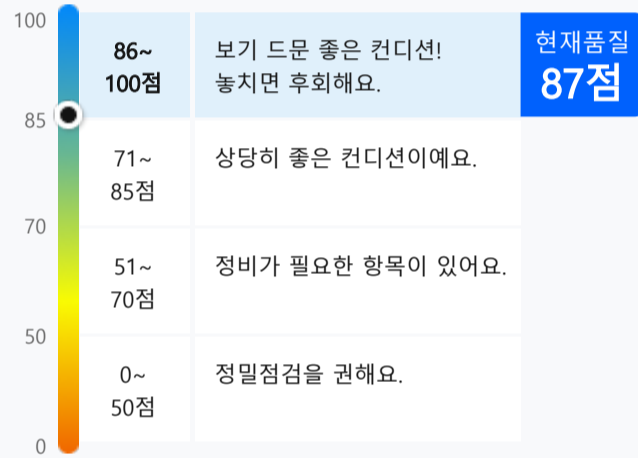 100
85
70
50
0
86~
100점
보기 드문 좋은 컨디션!
놓치면 후회해요.
현재품질
87점
71~
85점
상당히 좋은 컨디션이예요.
51~
70점
정비가 필요한 항목이 있어요.
0~
50점
정밀점검을 권해요.